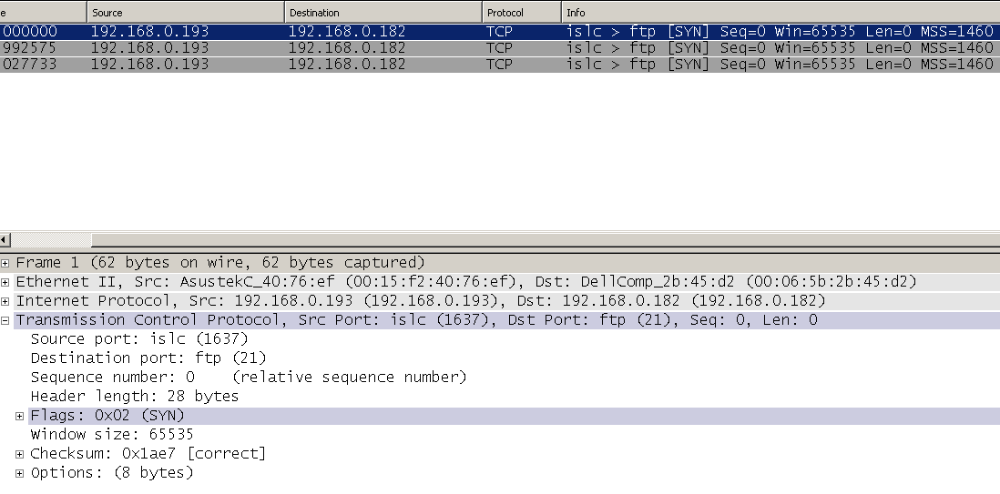 e Source Destination Protocol Info
000000 192.168.0.193 192.168.0.182 TCP islc > ftp [SYN] Seq=0 Win=65535 Len=0 MSS=1460
992575 192.168.0.193 192.168.0.182 TCP islc > ftp [SYN] Seq=0 Win=65535 Len=0 MSS=1460
027733 192.168.0.193 192.168.0.182 TCP islc > ftp [SYN] Seq=0 Win=65535 Len=0 MSS=1460
Frame 1 (62 bytes on wire, 62 bytes captured)
Ethernet II, Src: AsustekC_40:76:ef (00:15:f2:40:76:ef), Dst: DellComp_2b:45:d2 (00:06:5b:2b:45:d2)
Internet Protocol, Src: 192.168.0.193 (192.168.0.193), Dst: 192.168.0.182 (192.168.0.182)
Transmission Control Protocol, Src Port: islc (1637), Dst Port: ftp (21), Seq: 0, Len: 0
Source port: islc (1637)
Destination port: ftp (21)
Sequence number: 0 (relative sequence number)
Header length: 28 bytes
Flags: 0x02 (SYN)
Window size: 65535
Checksum: 0x1ae7 [correct]
Options: (8 bytes)